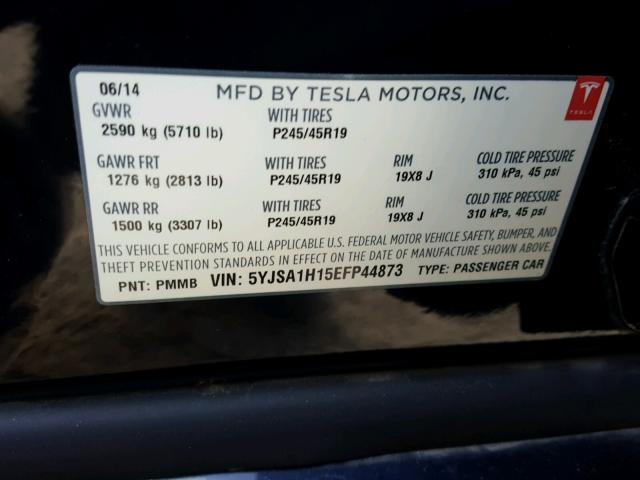 06/14 MFD BY TESLA MOTORS, INC.
TESLA
GVWR WITH TIRES
2590 kg (5710 lb) P245/45R19
GAWR FRT WITH TIRES RIM COLD TIRE PRESSURE
1276 kg (2813 lb) P245/45R19 19X8 J 310 kPa, 45 psi
GAWR RR WITH TIRES RIM COLD TIRE PRESSURE
1500 kg (3307 lb) P245/45R19 19X8 J 310 kPa, 45 psi
THIS VEHICLE CONFORMS TO ALL APPLICABLE U.S. FEDERAL MOTOR VEHICLE SAFETY, BUMPER, AND
THEFT PREVENTION STANDARDS IN EFFECT ON THE DATE OF MANUFACTURE SHOWN ABOVE.
PNT: PMMB VIN: 5YJSA1H15EFP44873 TYPE: PASSENGER CAR